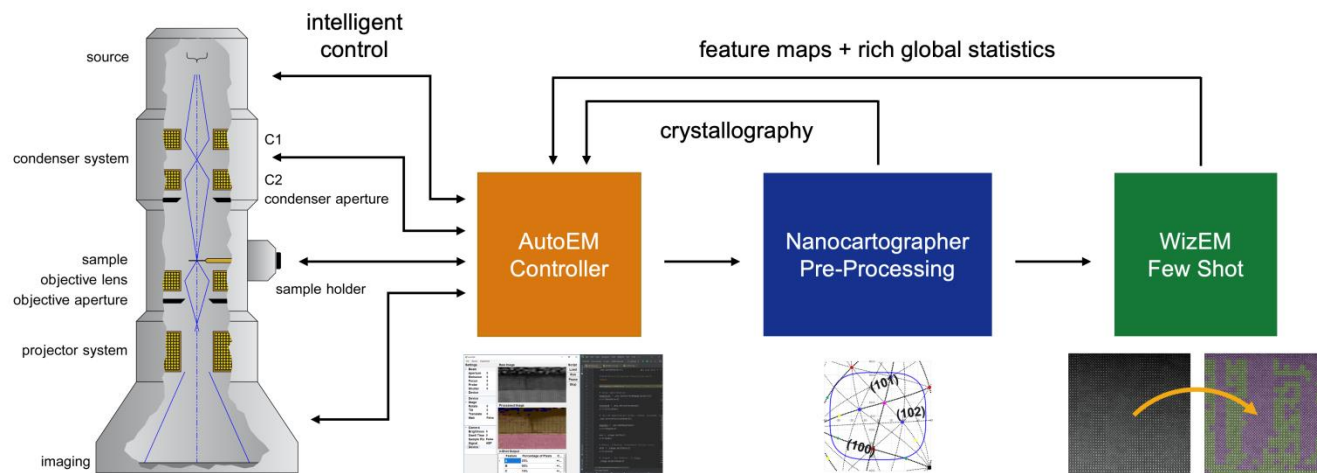 intelligent
control
source
C1
condenser system
C2
condenser aperture
sample
objective lens
sample holder
objective aperture
projector system
imaging
feature maps + rich global statistics
crystallography
AutoEM
Controller
Nanocartographer
Pre-Processing
WizEM
Few Shot
(101)
(102)
(100)